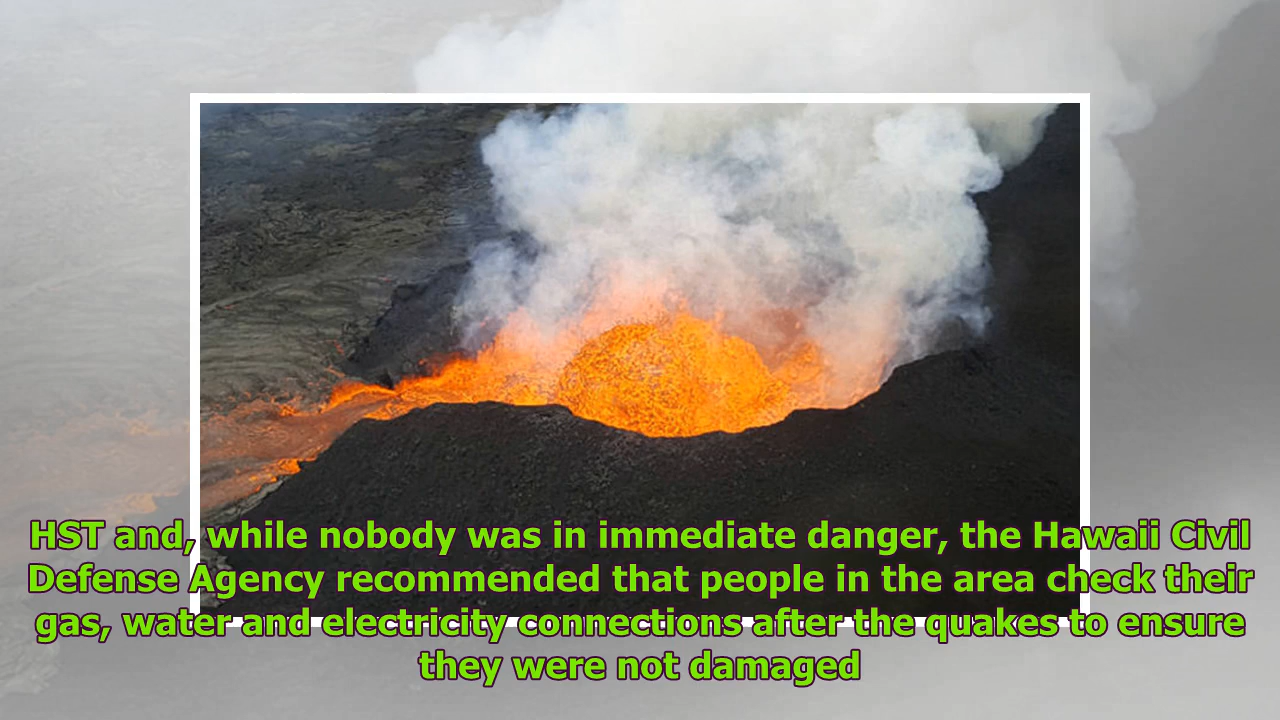 HST and, while nobody was in immediate danger, the Hawaii Civil
Defense Agency recommended that people in the area check their
gas, water and electricity connections after the quakes to ensure
they were not damaged